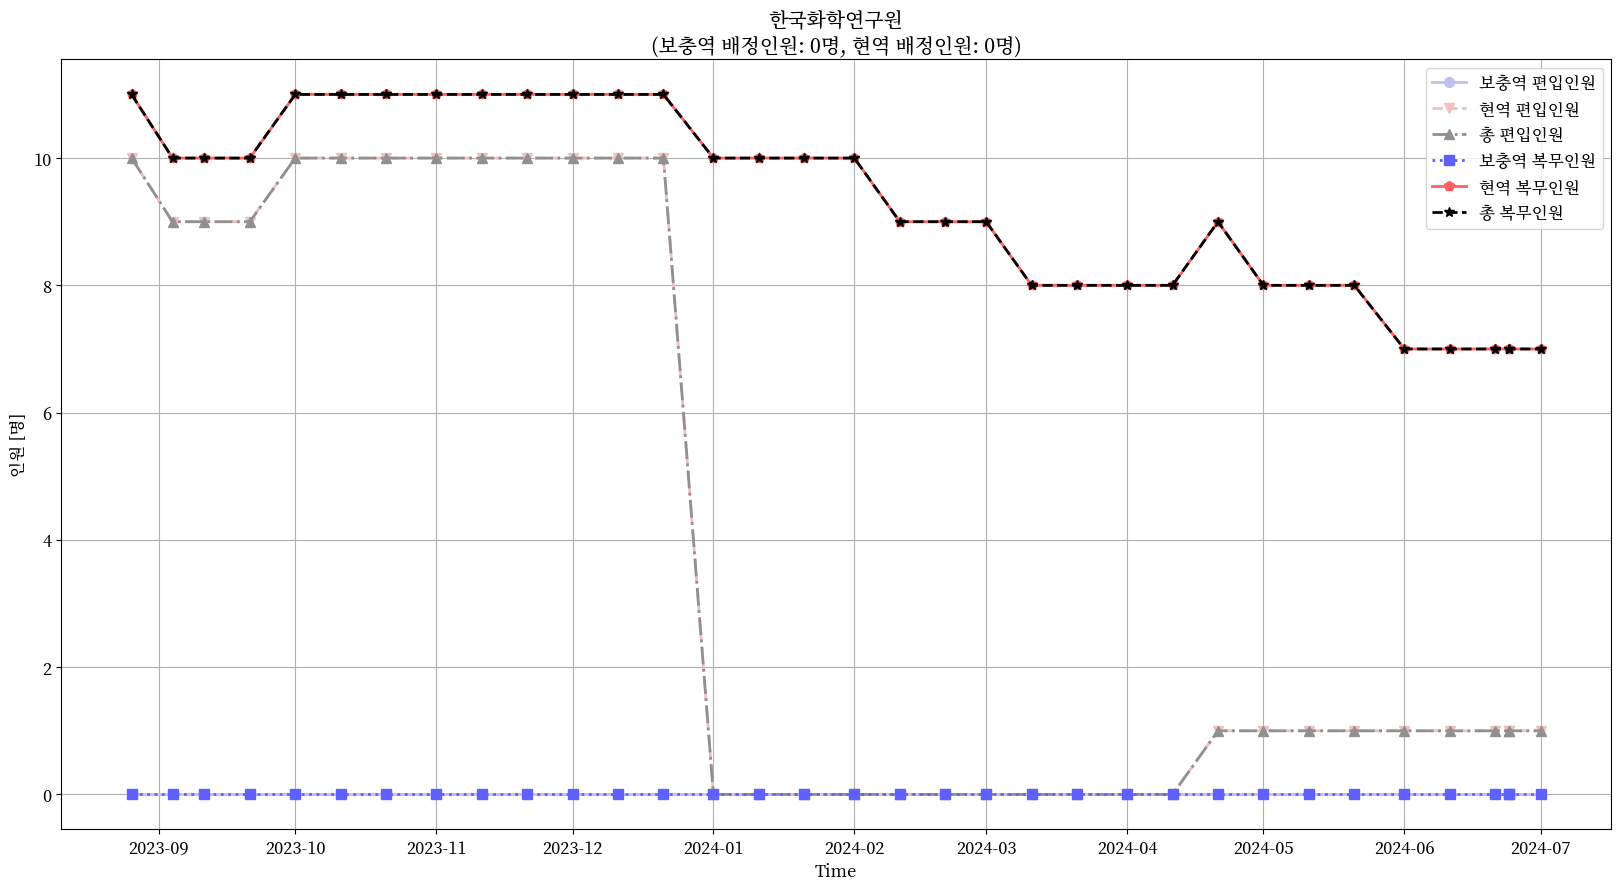 한국화학연구원
(보충역 배정인원: 0명, 현역 배정인원: 0명)
보충역 편입인원
현역 편입인원
총 편입인원
보충역 복무인원
현역 복무인원
총 복무인원
인원 [명]
10
8
6
4
2
0
2023-09
2023-10
2023-11
2023-12
2024-01
2024-02
2024-03
2024-04
2024-05
2024-06
2024-07
Time